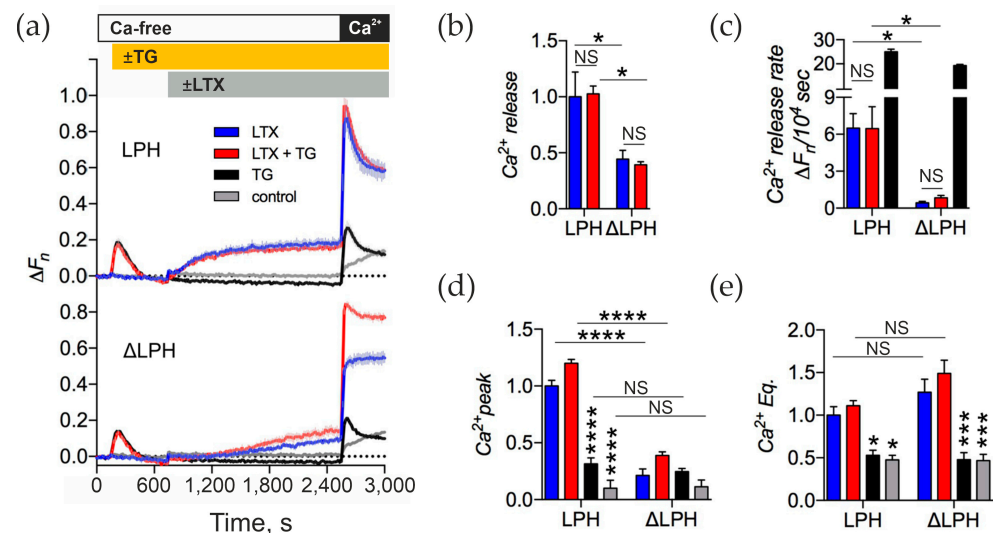 (a)
Ca-free
Ca²⁺
±TG
±LTX
1.0
0.8
0.6
0.4
0.2
0.0
LPH
LTX
LTX + TG
TG
control
ΔFₙ
0.8
0.6
0.4
0.2
0.0
ΔLPH
0 600 1,200 1,800 2,400 3,000
Time, s
(b)
Ca²⁺ release
1.5
1.0
0.5
0.0
*
NS
*
NS
LPH ΔLPH
(c)
Ca²⁺ release rate
ΔFₙ/10⁴ sec
30
20
9
6
3
0
*
*
NS
NS
LPH ΔLPH
(d)
Ca²⁺peak
1.5
1.0
0.5
0.0
****
****
NS
NS
****
****
LPH ΔLPH
(e)
Ca²⁺ Eq.
2.0
1.5
1.0
0.5
0.0
NS
NS
*
*
***
***
LPH ΔLPH